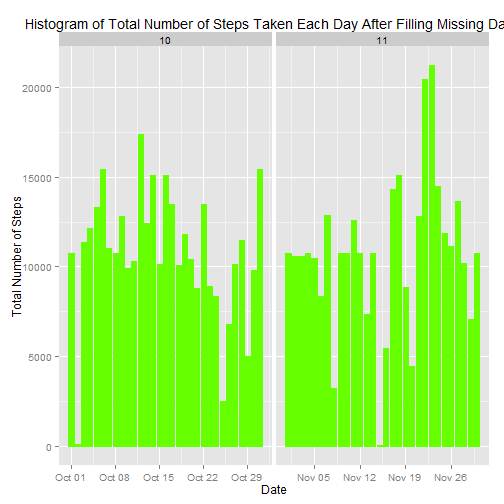 Histogram of Total Number of Steps Taken Each Day After Filling Missing Da
10 11
20000
15000
10000
5000
0
Total Number of Steps
Oct 01 Oct 08 Oct 15 Oct 22 Oct 29 Nov 05 Nov 12 Nov 19 Nov 26
Date